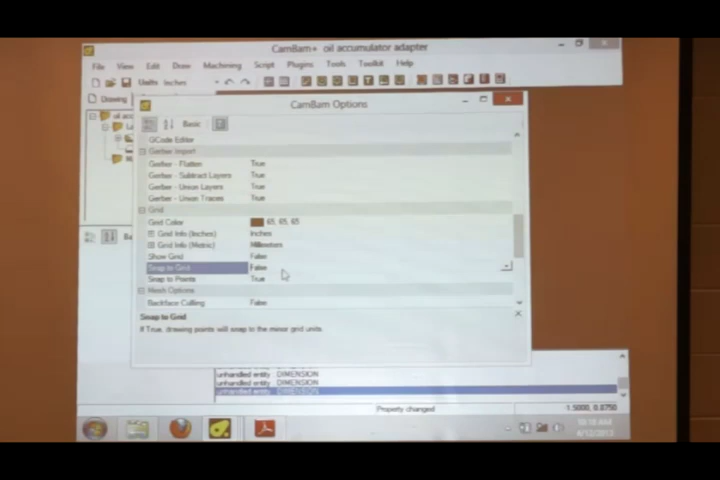 CamBam+ oil accumulator adapter
File View Edit Draw Machining Script Plugins Tools Toolkit Help
Units Inches
Drawing
CamBam Options
oil acc
Basic
GCode Editor
Gerber Import
Gerber - Flatten True
Gerber - Subtract Layers True
Gerber - Union Layers True
Gerber - Union Traces True
Grid
Grid Color 65, 65, 65
Grid Info (Inches) Inches
Grid Info (Metric) Millimeters
Show Grid False
Snap to Grid False
Snap to Points True
Mesh Options
Backface Culling False
Snap to Grid
If True, drawing points will snap to the minor grid units.
unhandled entity DIMENSION
unhandled entity DIMENSION
unhandled entity DIMENSION
Property changed 1.5000, 0.8750